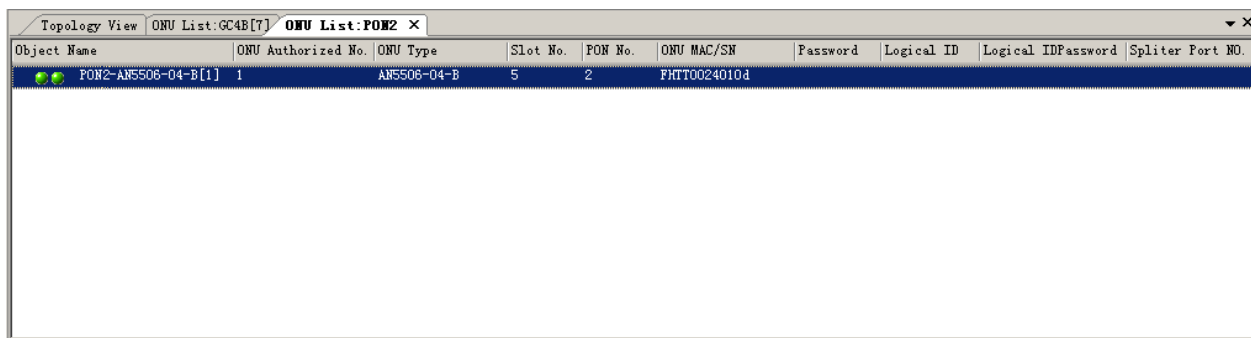 Topology View ONU List:GC4B[7] ONU List:PON2
Object Name ONU Authorized No. ONU Type Slot No. PON No. ONU MAC/SN Password Logical ID Logical IDPassword Spliter Port NO.
PON2-AN5506-04-B[1] 1 AN5506-04-B 5 2 FHTT0024010d